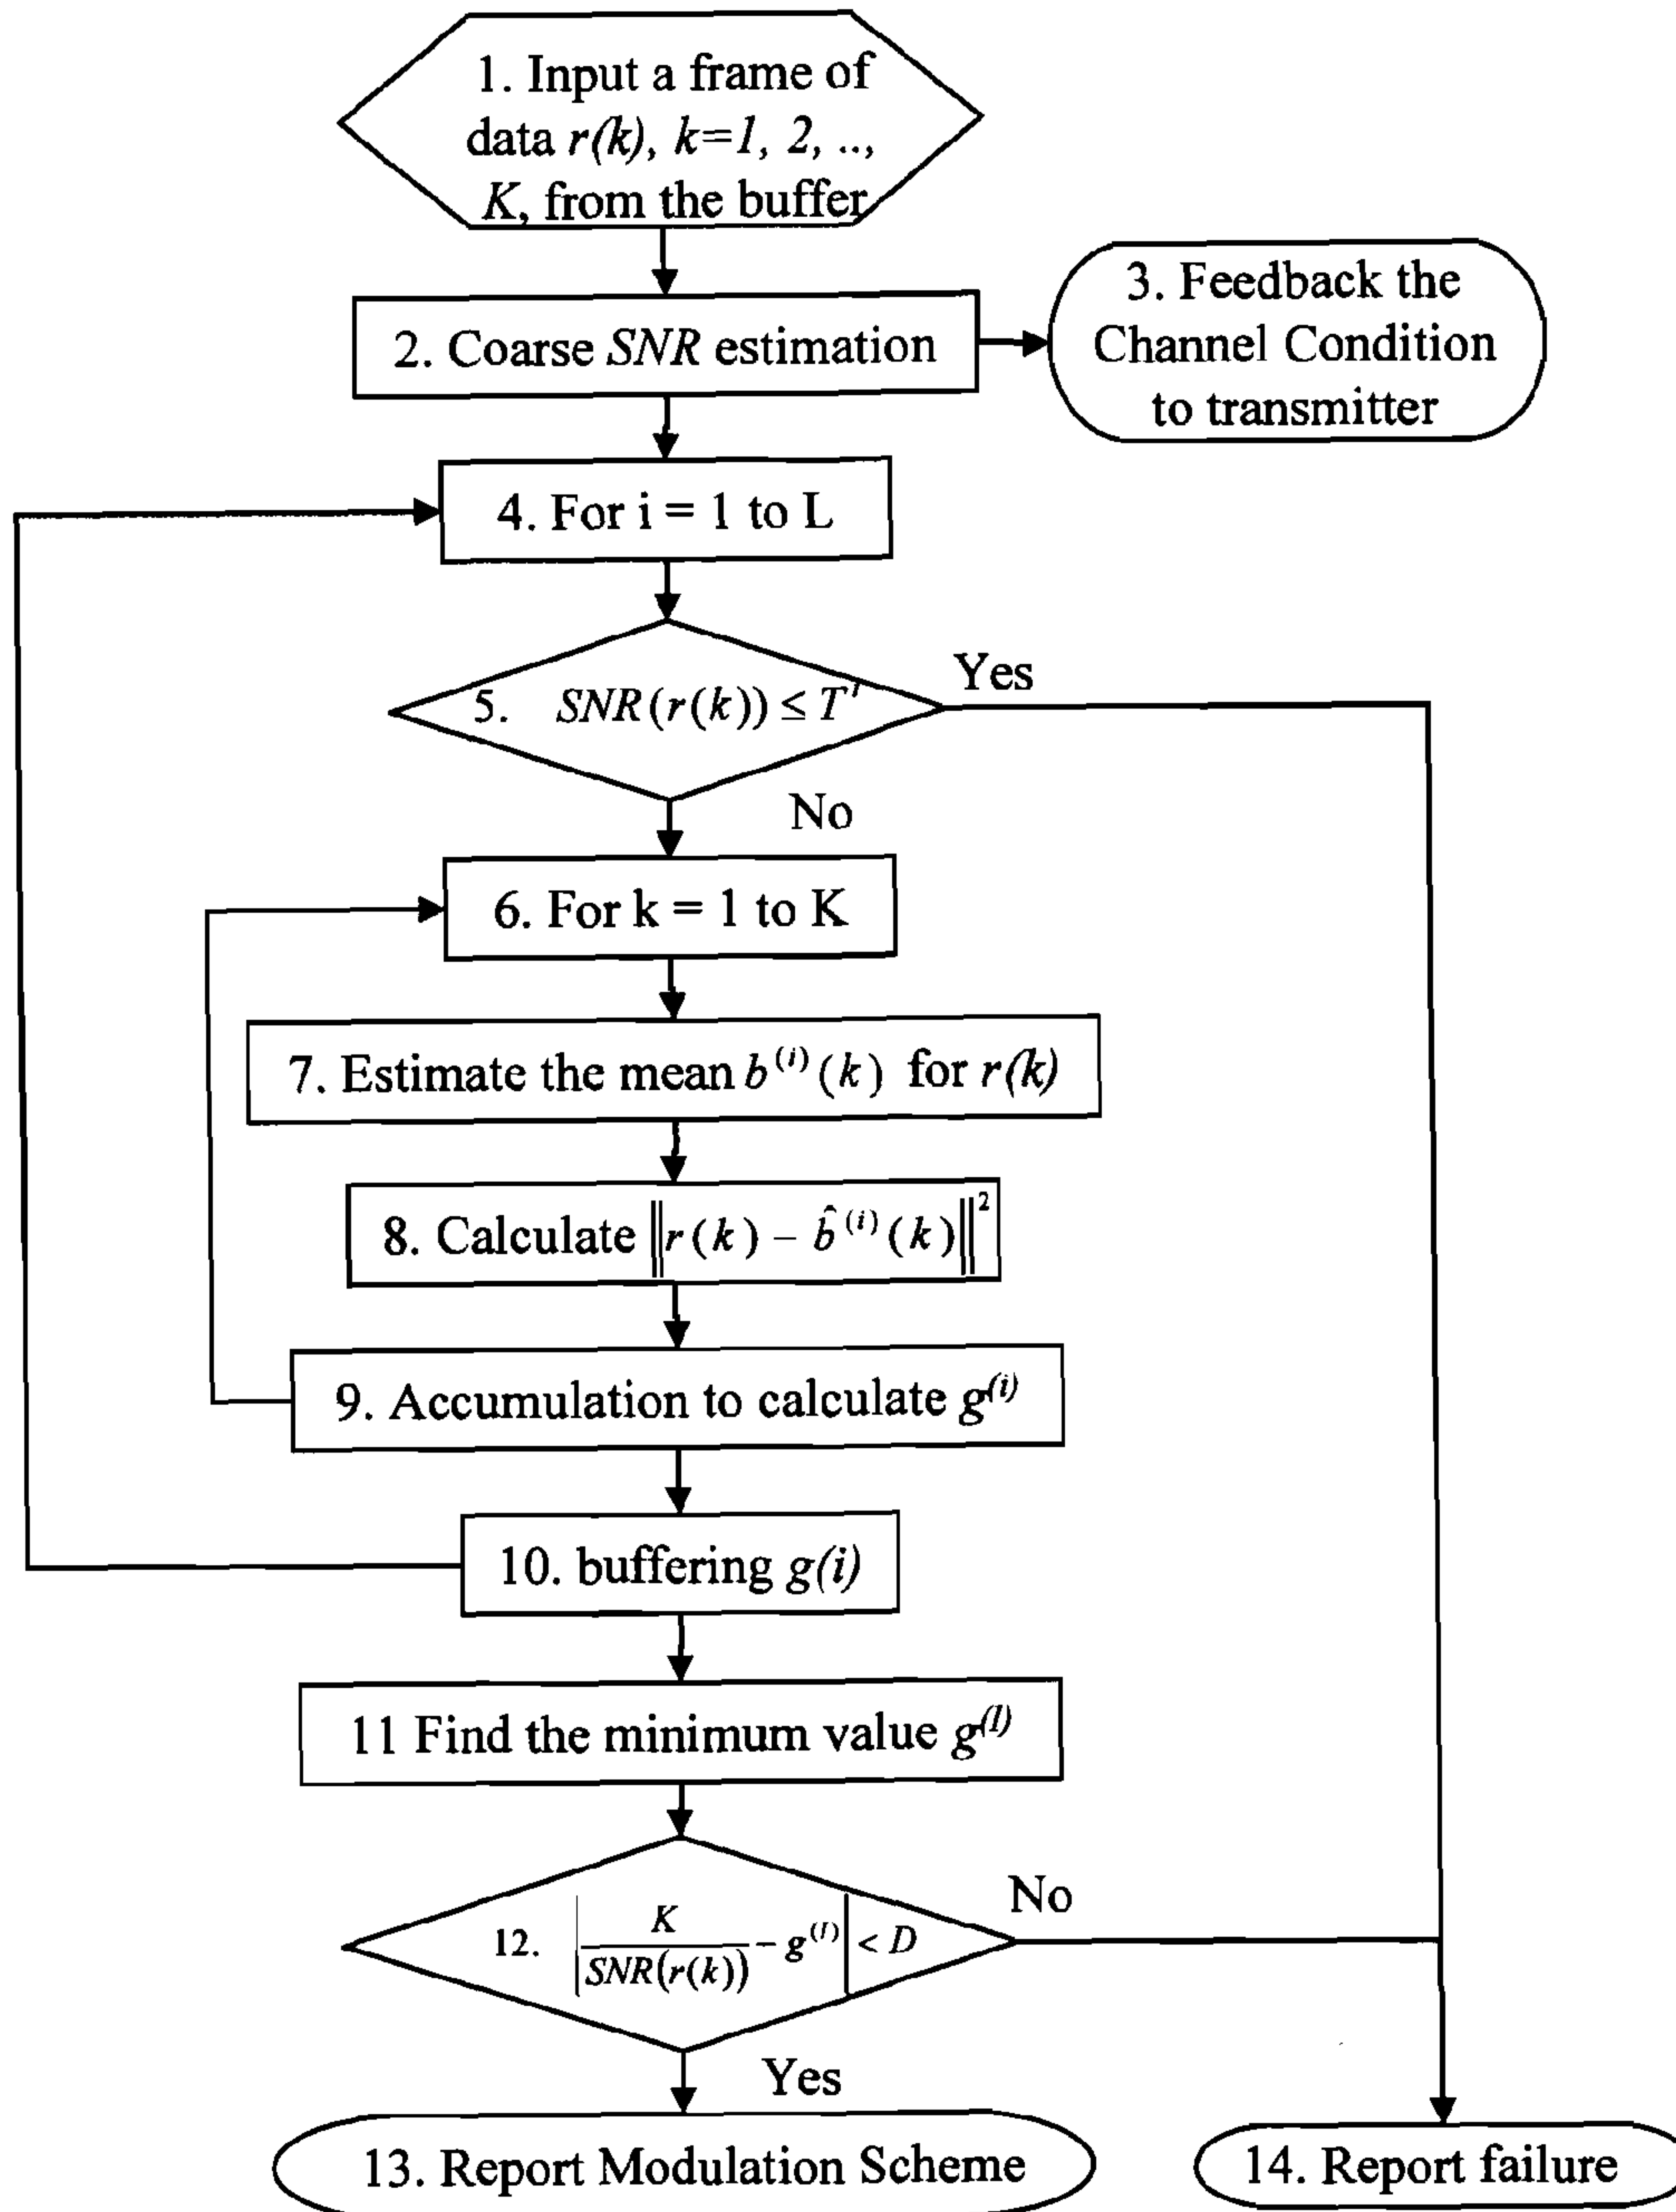 1. Input a frame of
data r(k), k=1, 2, ..,
K, from the buffer
2. Coarse SNR estimation
3. Feedback the
Channel Condition
to transmitter
4. For i = 1 to L
5. SNR(r(k)) ≤ T'
Yes
No
6. For k = 1 to K
7. Estimate the mean b^(i)(k) for r(k)
8. Calculate ‖r(k) − b̂^(i)(k)‖²
9. Accumulation to calculate g^(i)
10. buffering g(i)
11 Find the minimum value g^(l)
12. |K/SNR(r(k)) − g^(l)| < D
No
Yes
13. Report Modulation Scheme
14. Report failure